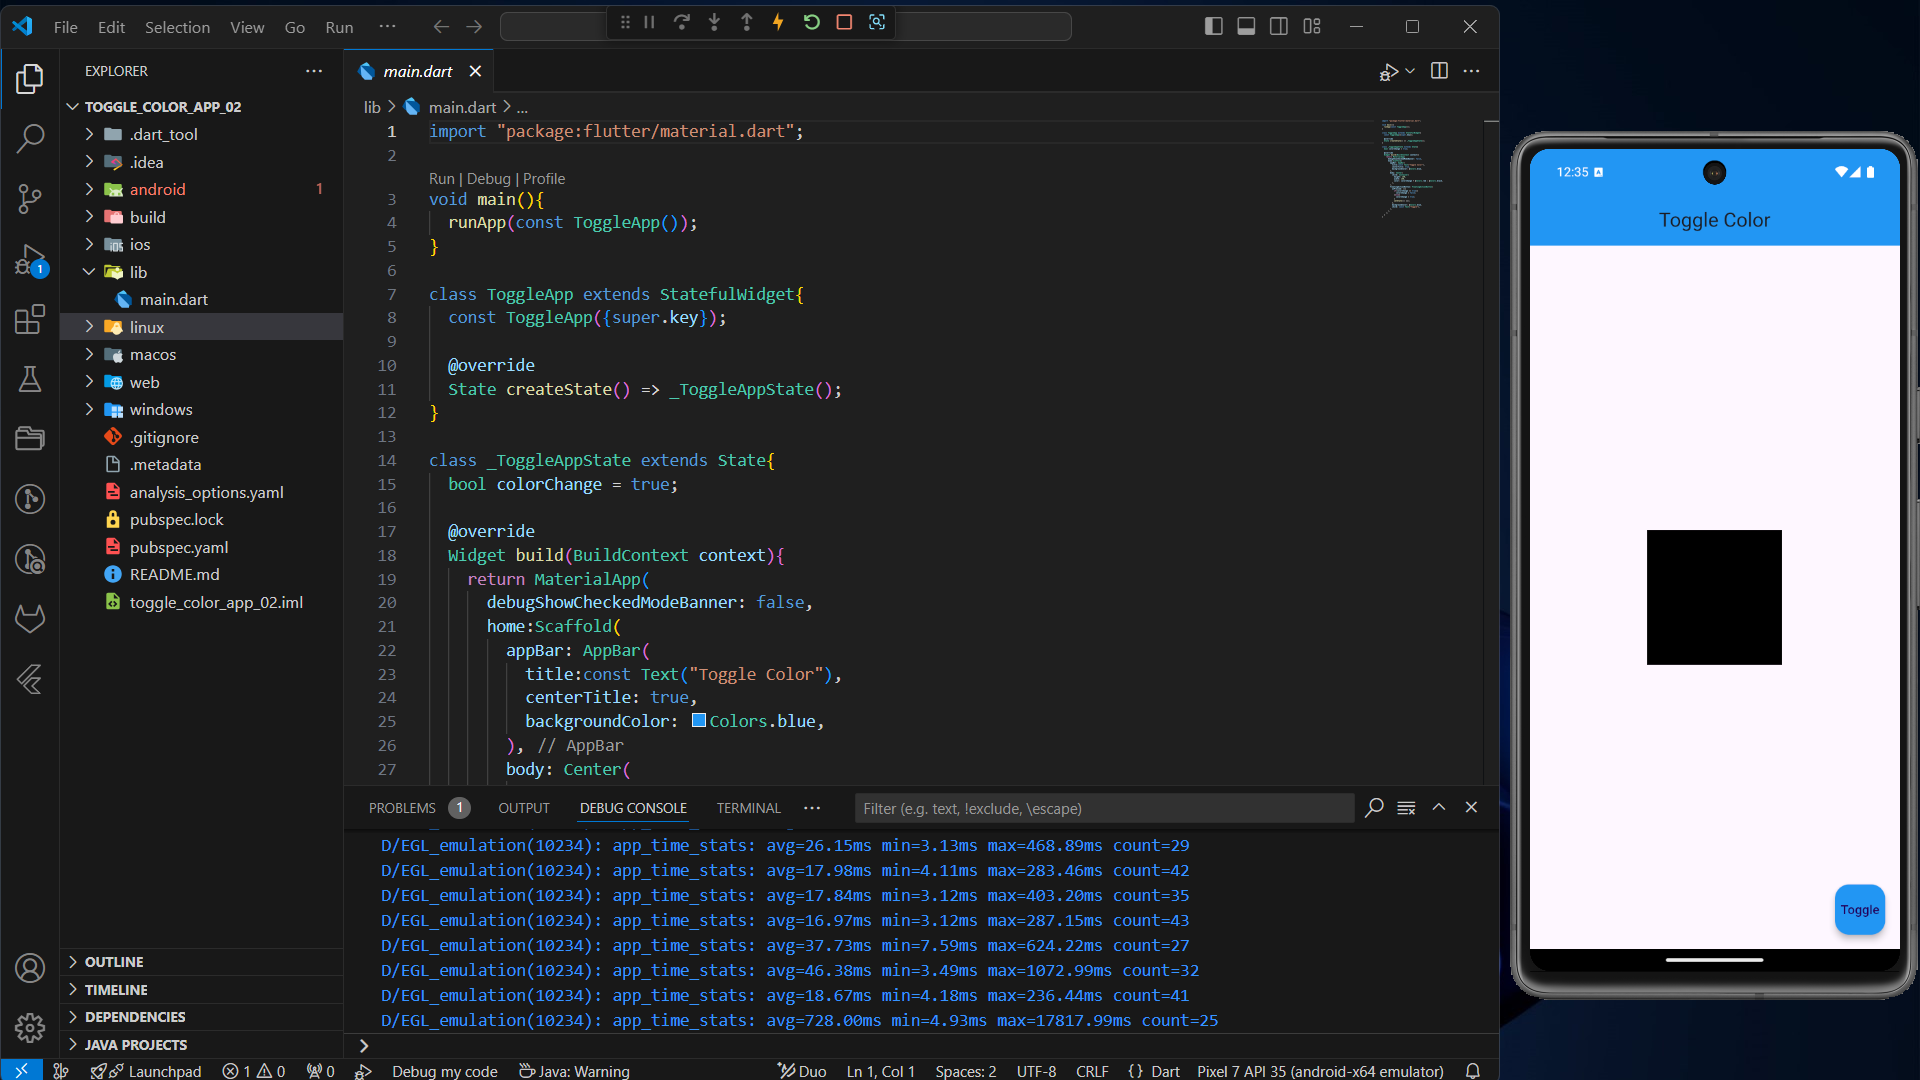 File Edit Selection View Go Run ···
EXPLORER
TOGGLE_COLOR_APP_02
.dart_tool
.idea
android 1
build
ios
lib
main.dart
linux
macos
web
windows
.gitignore
.metadata
analysis_options.yaml
pubspec.lock
pubspec.yaml
README.md
toggle_color_app_02.iml
OUTLINE
TIMELINE
DEPENDENCIES
JAVA PROJECTS
1
main.dart
lib > main.dart > ...
1 import "package:flutter/material.dart";
2
Run | Debug | Profile
3 void main(){
4 runApp(const ToggleApp());
5 }
6
7 class ToggleApp extends StatefulWidget{
8 const ToggleApp({super.key});
9
10 @override
11 State createState() => _ToggleAppState();
12 }
13
14 class _ToggleAppState extends State{
15 bool colorChange = true;
16
17 @override
18 Widget build(BuildContext context){
19 return MaterialApp(
20 debugShowCheckedModeBanner: false,
21 home:Scaffold(
22 appBar: AppBar(
23 title:const Text("Toggle Color"),
24 centerTitle: true,
25 backgroundColor: Colors.blue,
26 ), // AppBar
27 body: Center(
PROBLEMS 1 OUTPUT DEBUG CONSOLE TERMINAL ··· Filter (e.g. text, !exclude, \escape)
D/EGL_emulation(10234): app_time_stats: avg=26.15ms min=3.13ms max=468.89ms count=29
D/EGL_emulation(10234): app_time_stats: avg=17.98ms min=4.11ms max=283.46ms count=42
D/EGL_emulation(10234): app_time_stats: avg=17.84ms min=3.12ms max=403.20ms count=35
D/EGL_emulation(10234): app_time_stats: avg=16.97ms min=3.12ms max=287.15ms count=43
D/EGL_emulation(10234): app_time_stats: avg=37.73ms min=7.59ms max=624.22ms count=27
D/EGL_emulation(10234): app_time_stats: avg=46.38ms min=3.49ms max=1072.99ms count=32
D/EGL_emulation(10234): app_time_stats: avg=18.67ms min=4.18ms max=236.44ms count=41
D/EGL_emulation(10234): app_time_stats: avg=728.00ms min=4.93ms max=17817.99ms count=25
>
Launchpad 1 0 0 Debug my code Java: Warning Duo Ln 1, Col 1 Spaces: 2 UTF-8 CRLF {} Dart Pixel 7 API 35 (android-x64 emulator)
12:35
Toggle Color
Toggle